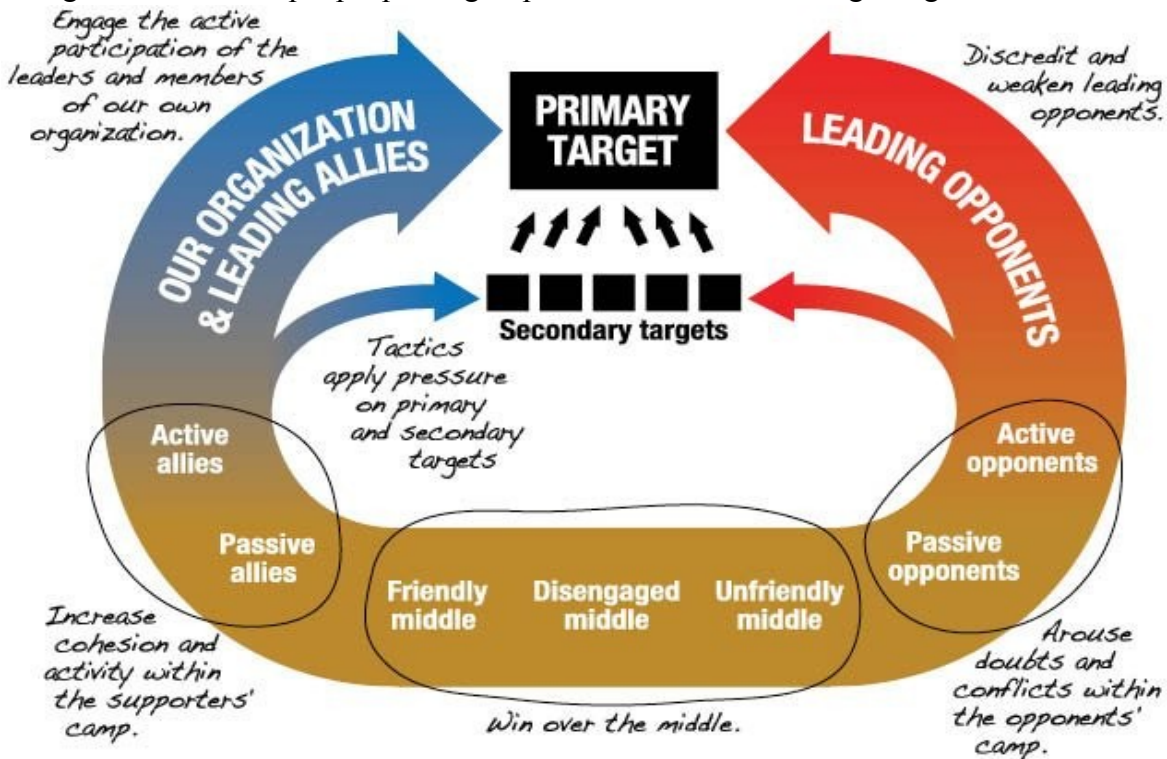 Engage the active
participation of the
leaders and members
of our own
organization.
PRIMARY
TARGET
Discredit and
weaken leading
opponents.
OUR ORGANIZATION
& LEADING ALLIES
LEADING OPPONENTS
Secondary targets
Tactics
apply pressure
on primary
and secondary
targets
Active
allies
Passive
allies
Friendly
middle
Disengaged
middle
Unfriendly
middle
Active
opponents
Passive
opponents
Increase
cohesion and
activity within
the supporters'
camp.
Win over the middle.
Arouse
doubts and
conflicts within
the opponents'
camp.